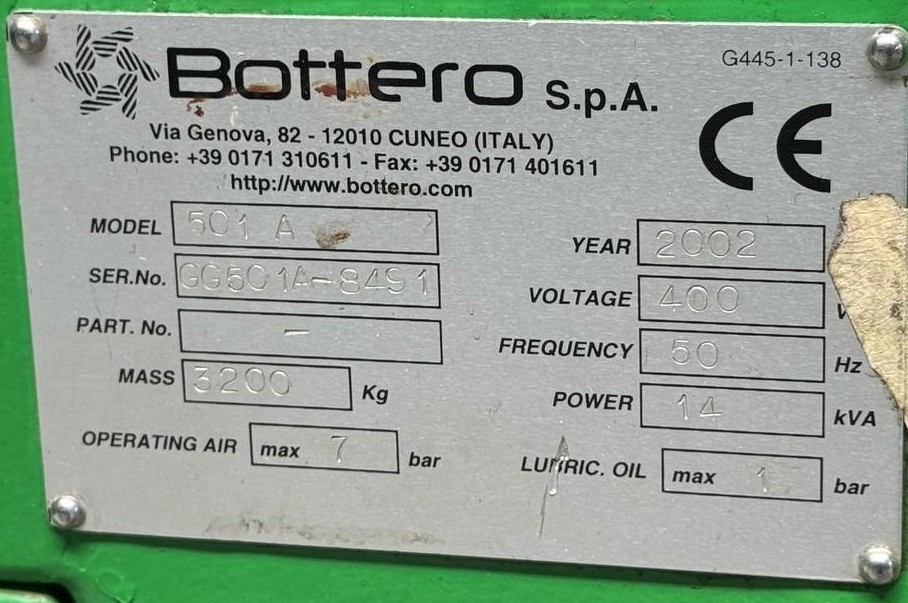 Bottero S.p.A.
G445-1-138
CE
Via Genova, 82 - 12010 CUNEO (ITALY)
Phone: +39 0171 310611 - Fax: +39 0171 401611
http://www.bottero.com
MODEL 501 A
SER.No. GG501A-8491
PART. No. -
MASS 3200 Kg
OPERATING AIR max 7 bar
YEAR 2002
VOLTAGE 400 V
FREQUENCY 50 Hz
POWER 14 kVA
LUBRIC. OIL max 1 bar